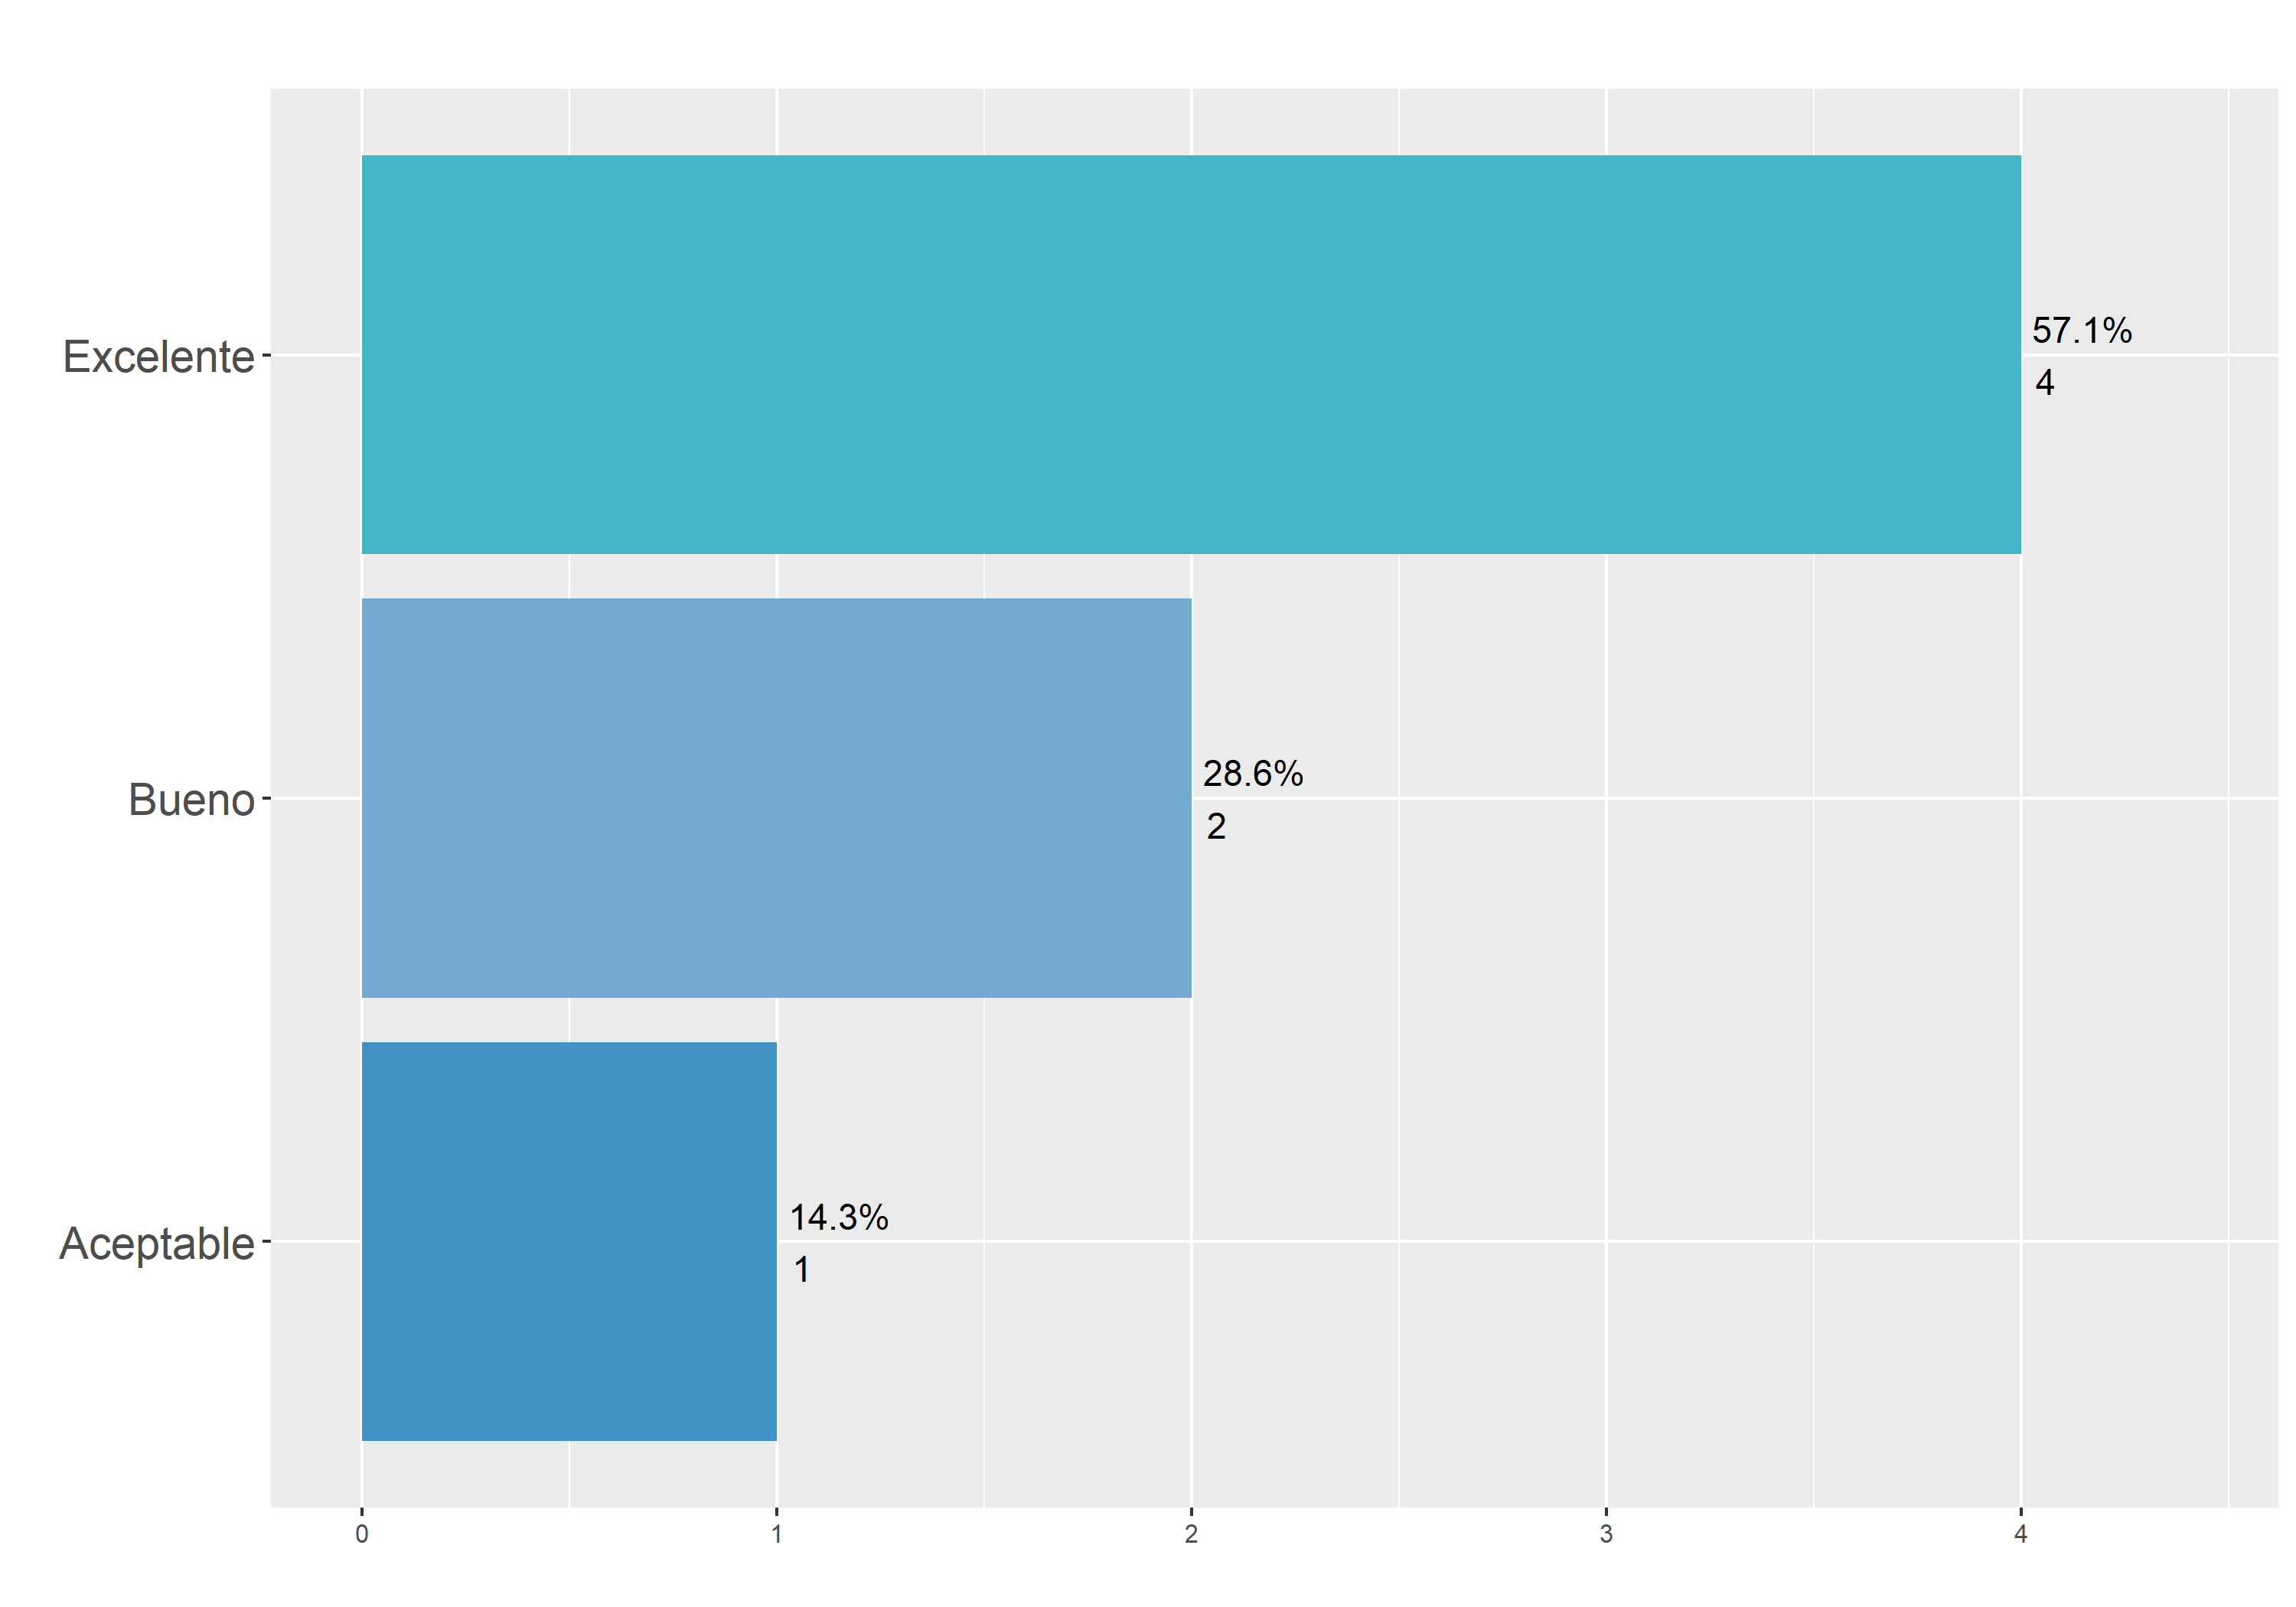 Excelente
57.1%
4
Bueno
28.6%
2
Aceptable
14.3%
1
0 1 2 3 4